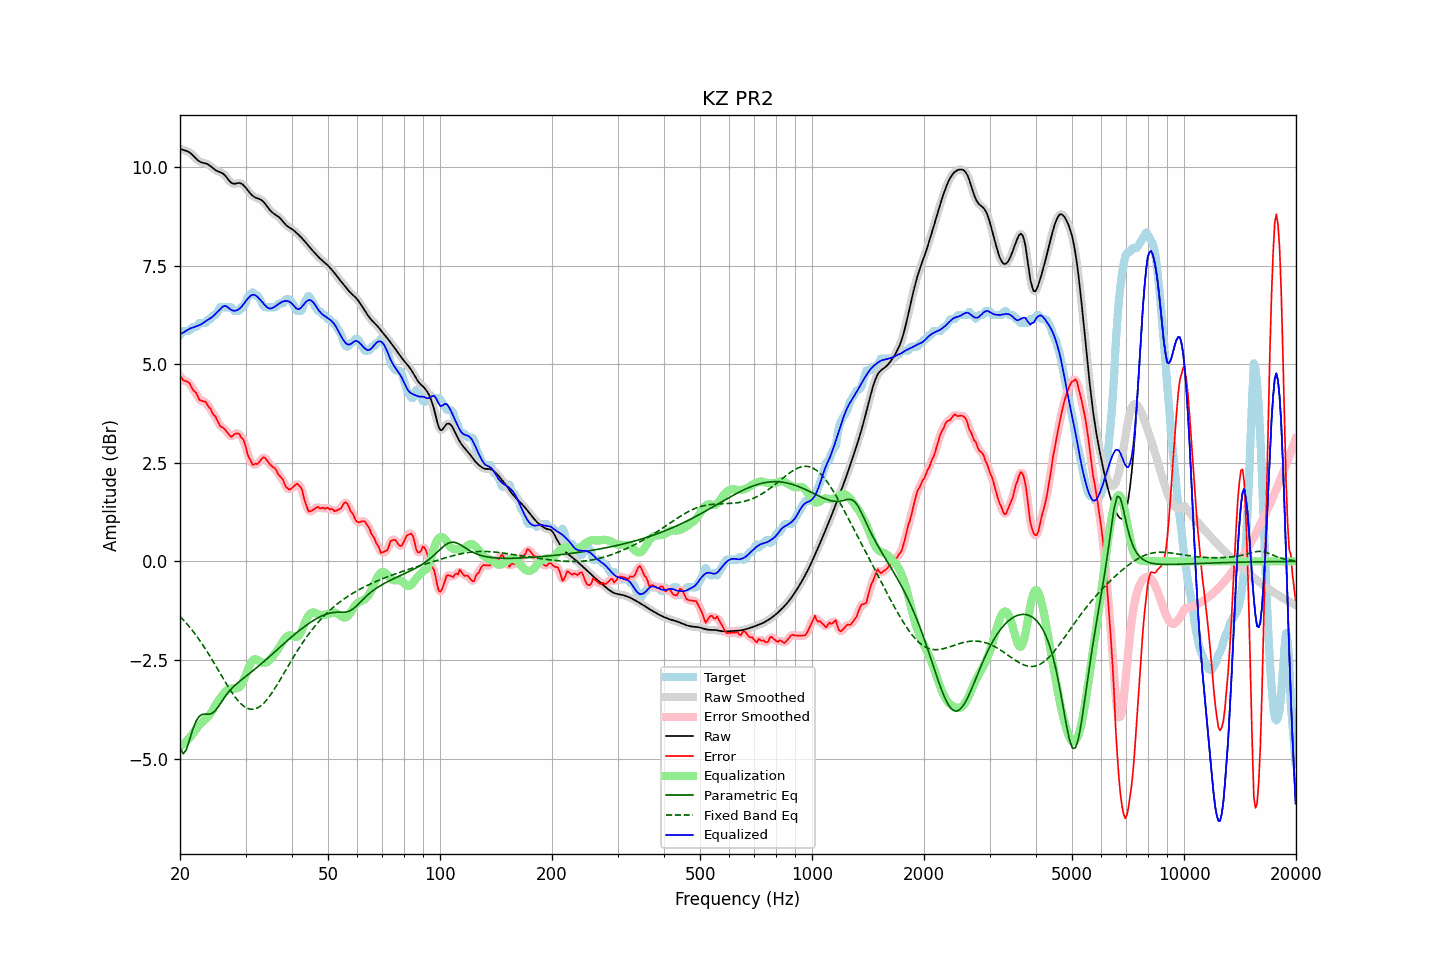 KZ PR2
Amplitude (dBr)
10.0
7.5
5.0
2.5
0.0
−2.5
−5.0
Target
Raw Smoothed
Error Smoothed
Raw
Error
Equalization
Parametric Eq
Fixed Band Eq
Equalized
20 50 100 200 500 1000 2000 5000 10000 20000
Frequency (Hz)